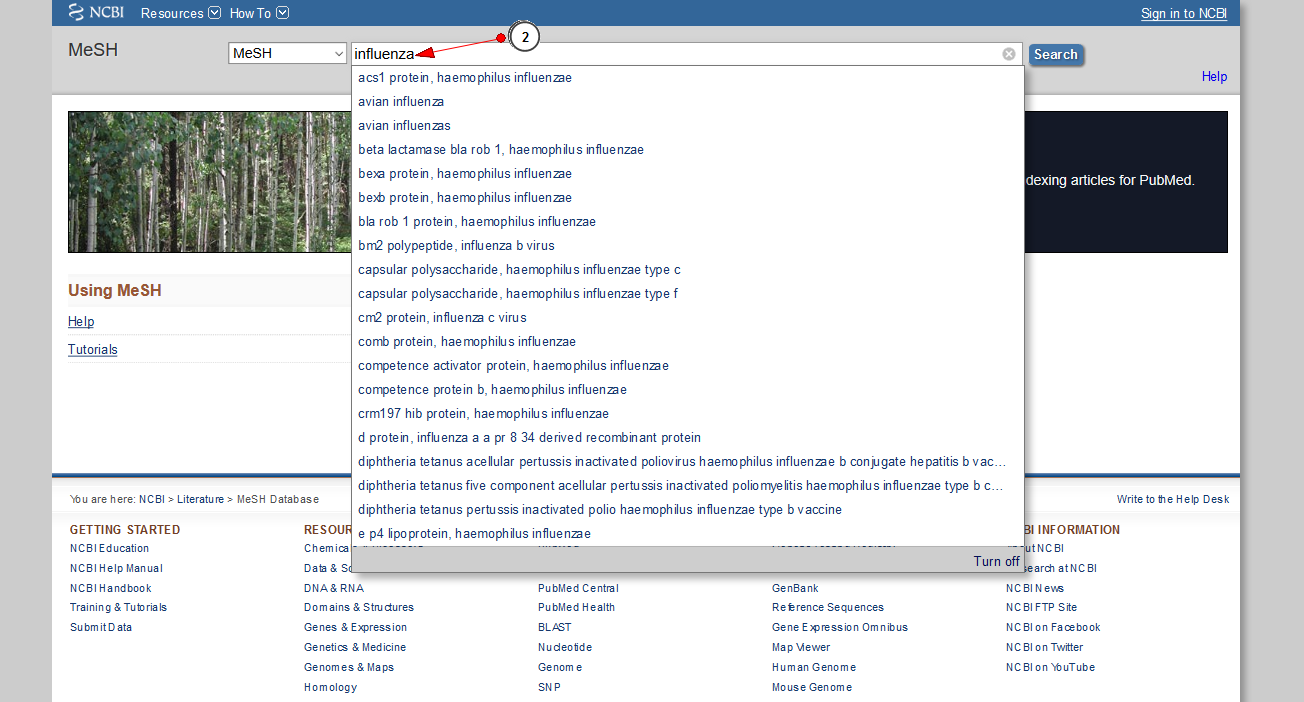 NCBI Resources How To Sign in to NCBI
2
MeSH MeSH influenza Search
Help
acs1 protein, haemophilus influenzae
avian influenza
avian influenzas
beta lactamase bla rob 1, haemophilus influenzae
bexa protein, haemophilus influenzae
dexing articles for PubMed.
bexb protein, haemophilus influenzae
bla rob 1 protein, haemophilus influenzae
bm2 polypeptide, influenza b virus
capsular polysaccharide, haemophilus influenzae type c
capsular polysaccharide, haemophilus influenzae type f
cm2 protein, influenza c virus
comb protein, haemophilus influenzae
competence activator protein, haemophilus influenzae
competence protein b, haemophilus influenzae
crm197 hib protein, haemophilus influenzae
d protein, influenza a a pr 8 34 derived recombinant protein
diphtheria tetanus acellular pertussis inactivated poliovirus haemophilus influenzae b conjugate hepatitis b vac...
diphtheria tetanus five component acellular pertussis inactivated poliomyelitis haemophilus influenzae type b c...
diphtheria tetanus pertussis inactivated polio haemophilus influenzae type b vaccine
e p4 lipoprotein, haemophilus influenzae
Turn off
Using MeSH
Help
Tutorials
You are here: NCBI > Literature > MeSH Database Write to the Help Desk
GETTING STARTED
NCBI Education
NCBI Help Manual
NCBI Handbook
Training & Tutorials
Submit Data
RESOUR
Chemica
Data & So
DNA & RNA
Domains & Structures
Genes & Expression
Genetics & Medicine
Genomes & Maps
Homology
PubMed Central
PubMed Health
BLAST
Nucleotide
Genome
SNP
GenBank
Reference Sequences
Gene Expression Omnibus
Map Viewer
Human Genome
Mouse Genome
BI INFORMATION
out NCBI
search at NCBI
NCBI News
NCBI FTP Site
NCBI on Facebook
NCBI on Twitter
NCBI on YouTube